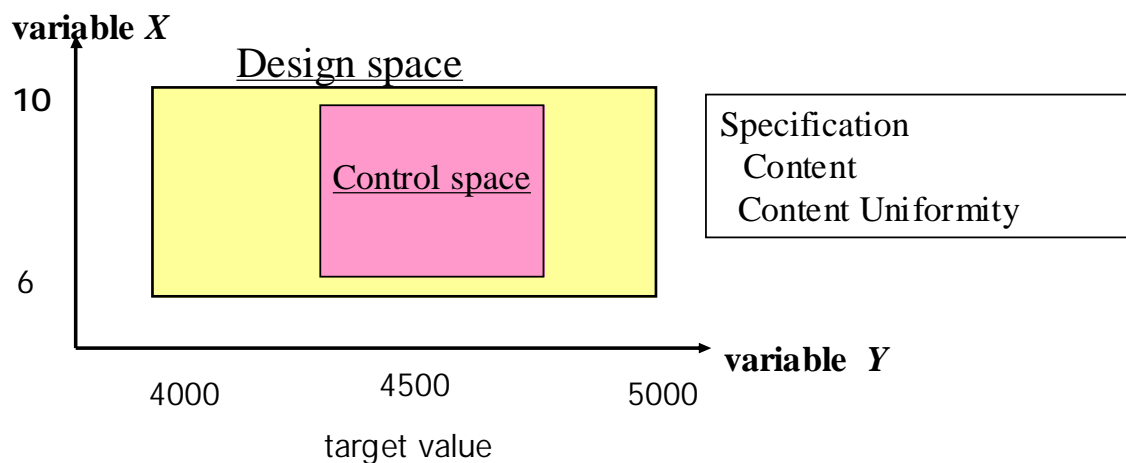 variable X
Design space
10
Specification
Content
Control space
Content Uniformity
6
variable Y
4000
4500
5000
target value